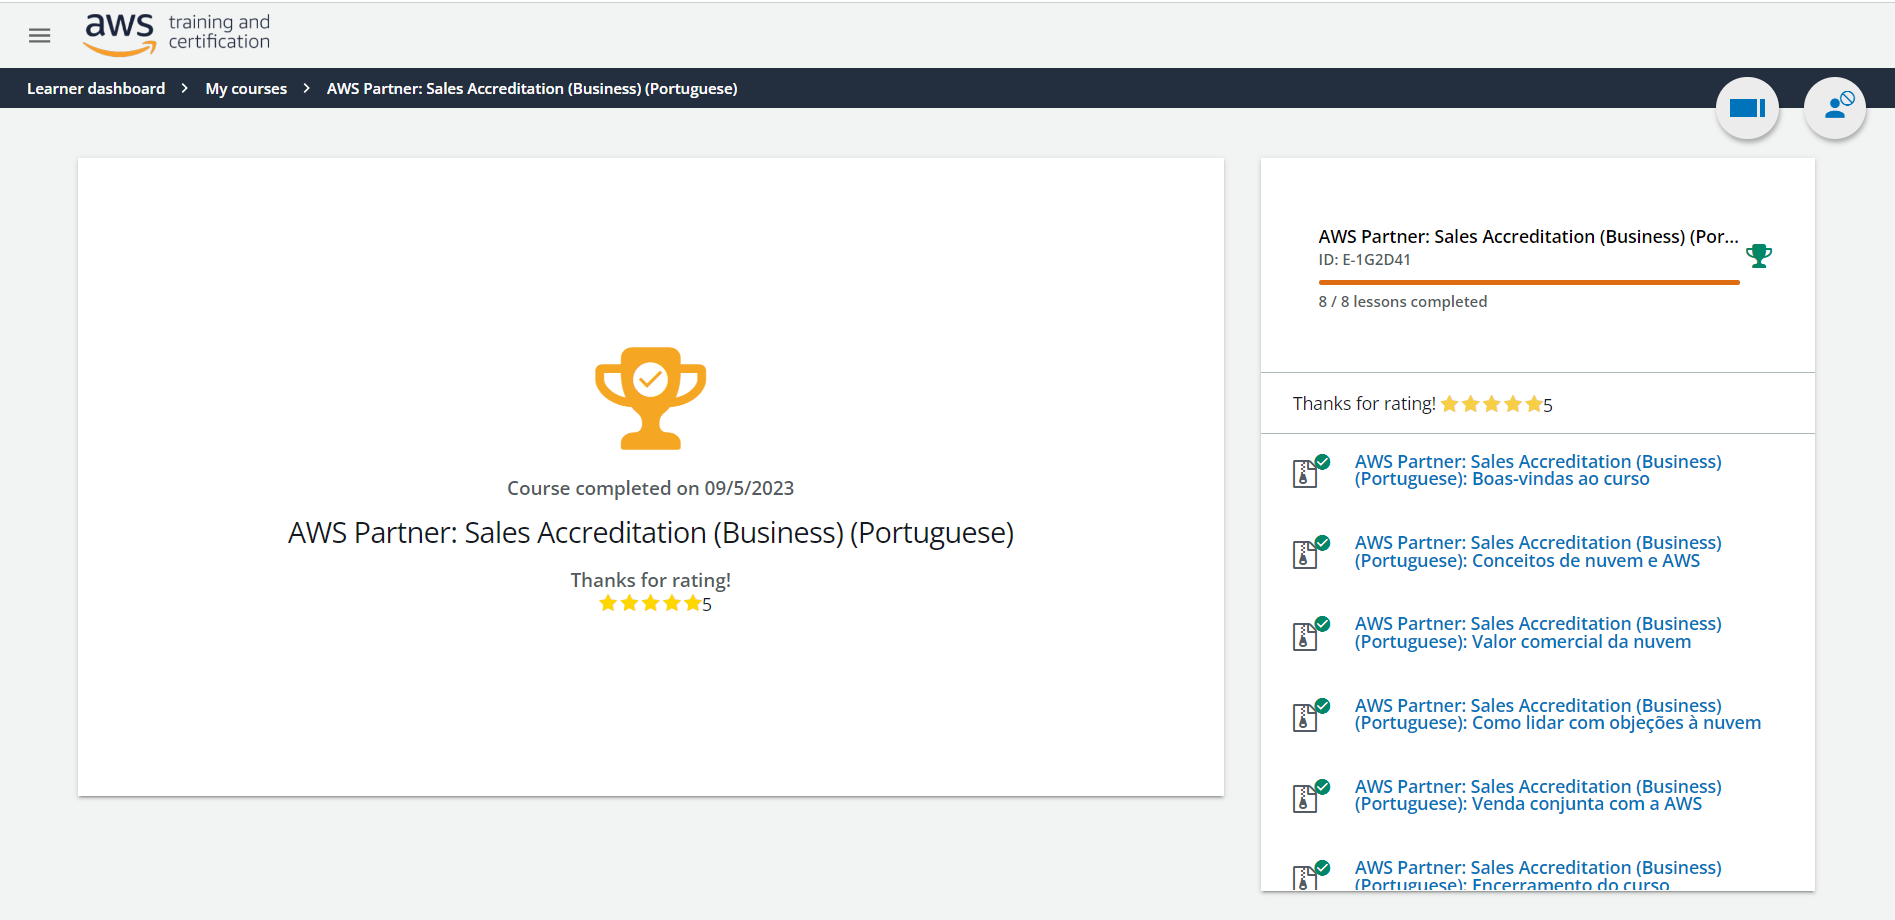 aws training and
certification
Learner dashboard > My courses > AWS Partner: Sales Accreditation (Business) (Portuguese)
Course completed on 09/5/2023
AWS Partner: Sales Accreditation (Business) (Portuguese)
Thanks for rating!
5
AWS Partner: Sales Accreditation (Business) (Por...
ID: E-1G2D41
8 / 8 lessons completed
Thanks for rating! 5
AWS Partner: Sales Accreditation (Business)
(Portuguese): Boas-vindas ao curso
AWS Partner: Sales Accreditation (Business)
(Portuguese): Conceitos de nuvem e AWS
AWS Partner: Sales Accreditation (Business)
(Portuguese): Valor comercial da nuvem
AWS Partner: Sales Accreditation (Business)
(Portuguese): Como lidar com objeções à nuvem
AWS Partner: Sales Accreditation (Business)
(Portuguese): Venda conjunta com a AWS
AWS Partner: Sales Accreditation (Business)
(Portuguese): Encerramento do curso